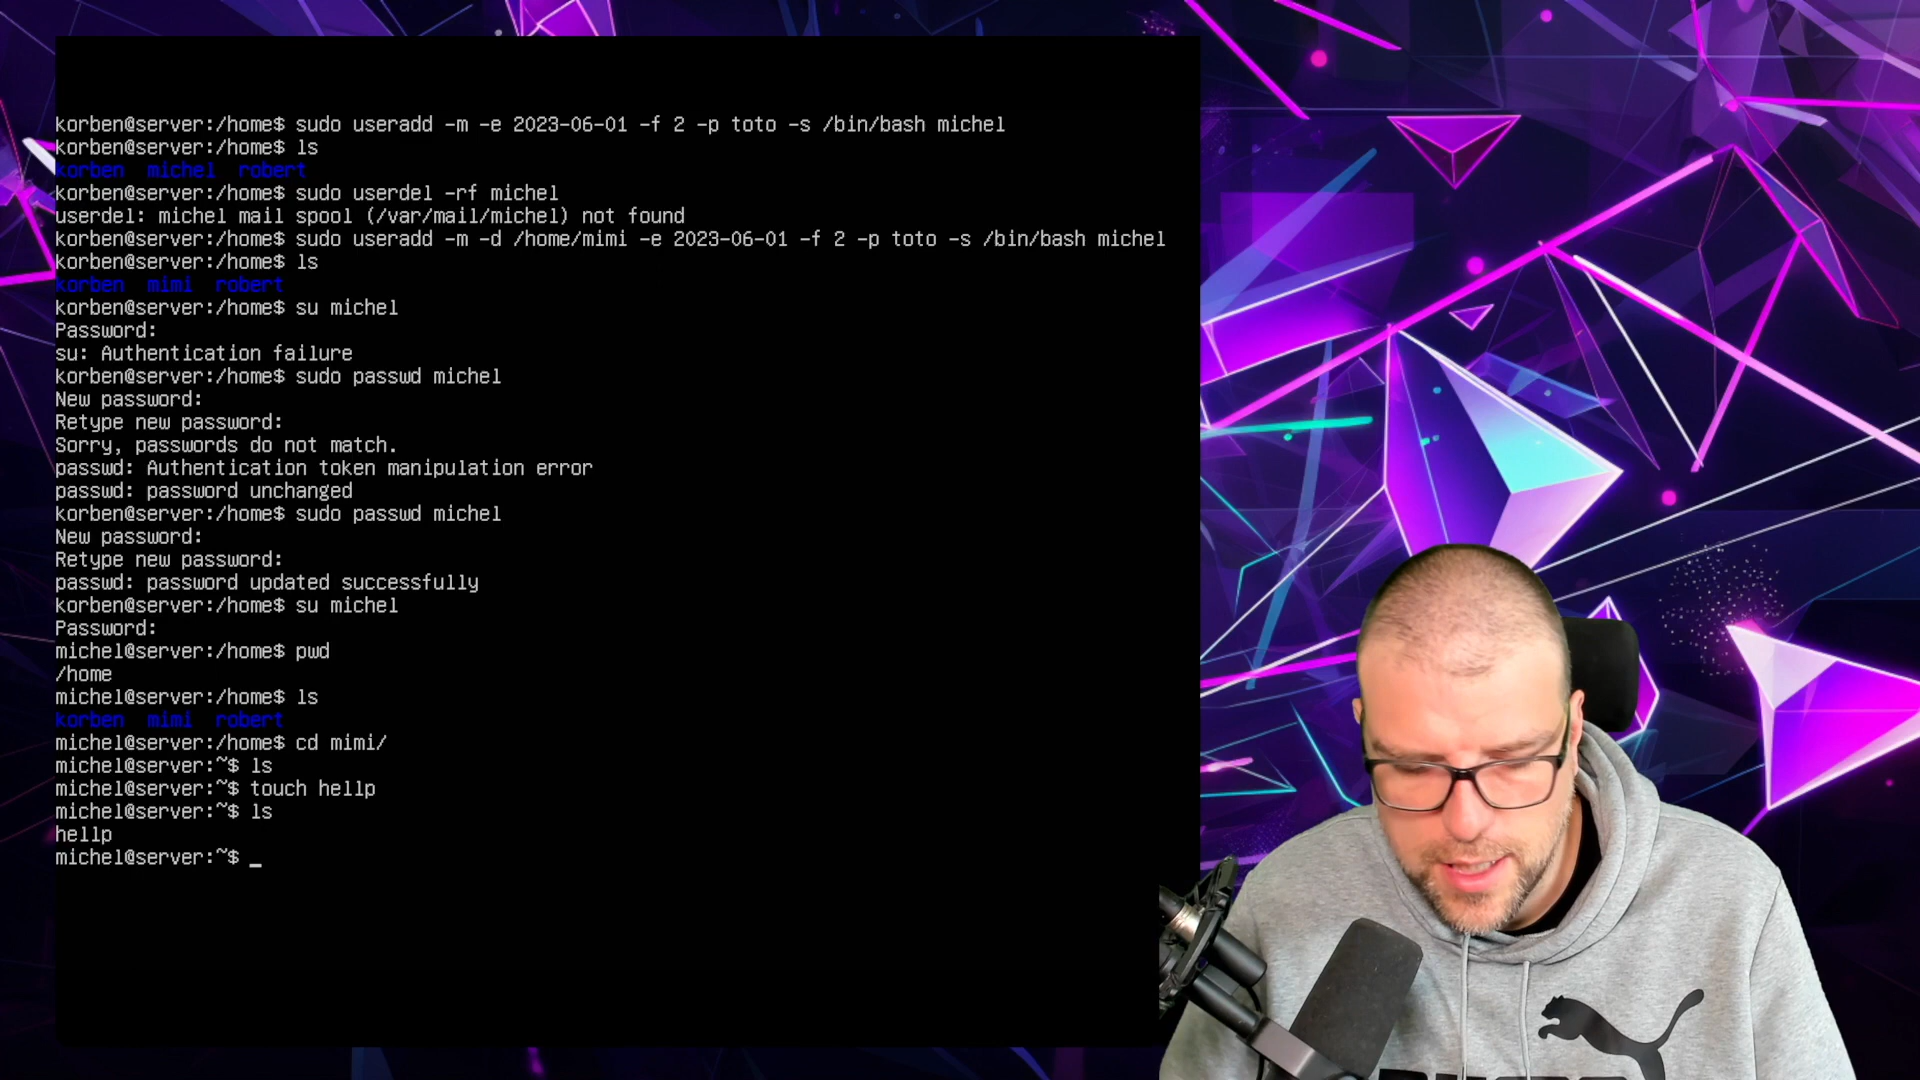 korben@server:/home$ sudo useradd -m -e 2023-06-01 -f 2 -p toto -s /bin/bash michel
korben@server:/home$ ls
korben  michel  robert
korben@server:/home$ sudo userdel -rf michel
userdel: michel mail spool (/var/mail/michel) not found
korben@server:/home$ sudo useradd -m -d /home/mimi -e 2023-06-01 -f 2 -p toto -s /bin/bash michel
korben@server:/home$ ls
korben  mimi  robert
korben@server:/home$ su michel
Password:
su: Authentication failure
korben@server:/home$ sudo passwd michel
New password:
Retype new password:
Sorry, passwords do not match.
passwd: Authentication token manipulation error
passwd: password unchanged
korben@server:/home$ sudo passwd michel
New password:
Retype new password:
passwd: password updated successfully
korben@server:/home$ su michel
Password:
michel@server:/home$ pwd
/home
michel@server:/home$ ls
korben  mimi  robert
michel@server:/home$ cd mimi/
michel@server:~$ ls
michel@server:~$ touch hellp
michel@server:~$ ls
hellp
michel@server:~$ _